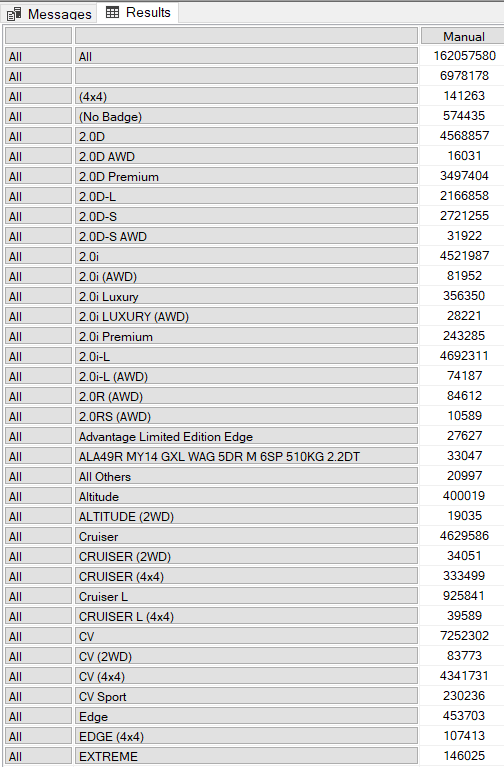 Messages Results
Manual
All All 162057580
All 6978178
All (4x4) 141263
All (No Badge) 574435
All 2.0D 4568857
All 2.0D AWD 16031
All 2.0D Premium 3497404
All 2.0D-L 2166858
All 2.0D-S 2721255
All 2.0D-S AWD 31922
All 2.0i 4521987
All 2.0i (AWD) 81952
All 2.0i Luxury 356350
All 2.0i LUXURY (AWD) 28221
All 2.0i Premium 243285
All 2.0i-L 4692311
All 2.0i-L (AWD) 74187
All 2.0R (AWD) 84612
All 2.0RS (AWD) 10589
All Advantage Limited Edition Edge 27627
All ALA49R MY14 GXL WAG 5DR M 6SP 510KG 2.2DT 33047
All All Others 20997
All Altitude 400019
All ALTITUDE (2WD) 19035
All Cruiser 4629586
All CRUISER (2WD) 34051
All CRUISER (4x4) 333499
All Cruiser L 925841
All CRUISER L (4x4) 39589
All CV 7252302
All CV (2WD) 83773
All CV (4x4) 4341731
All CV Sport 230236
All Edge 453703
All EDGE (4x4) 107413
All EXTREME 146025